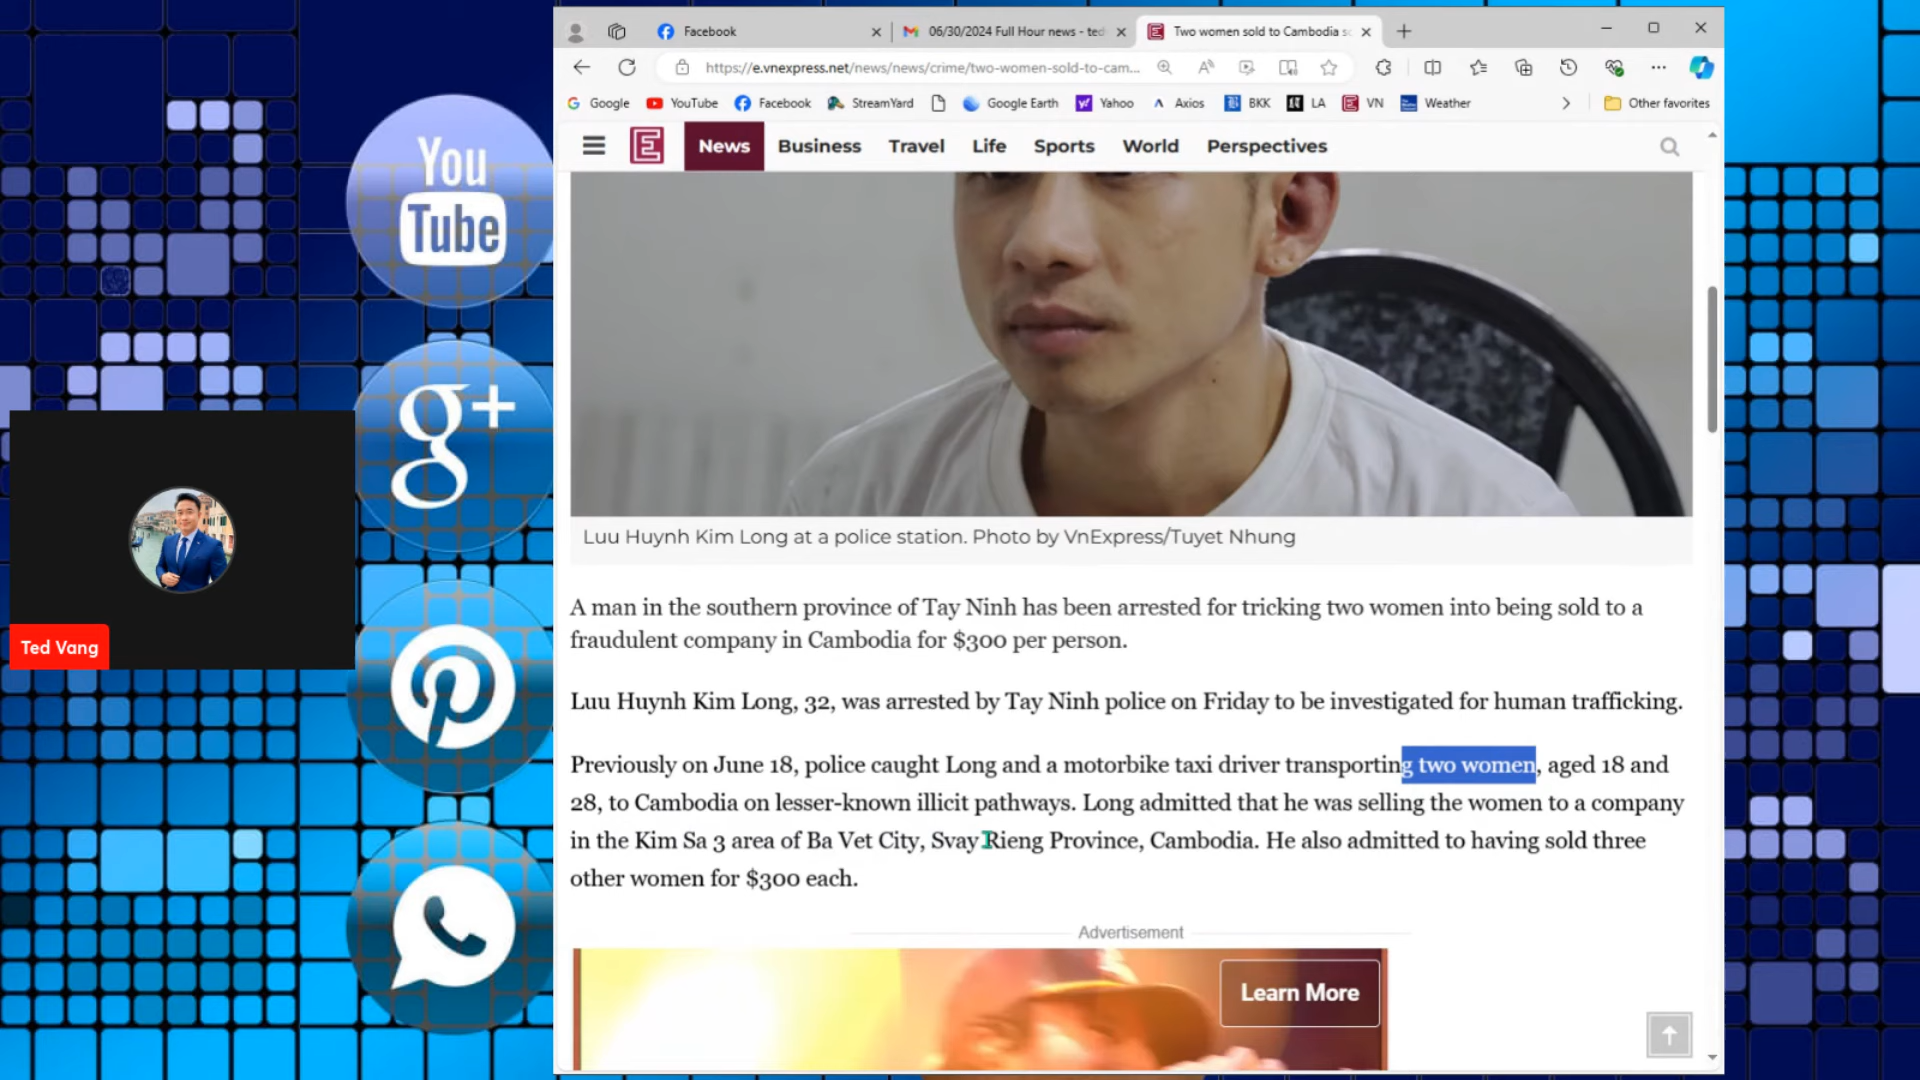 Facebook
06/30/2024 Full Hour news - ted
Two women sold to Cambodia sc
https://e.vnexpress.net/news/news/crime/two-women-sold-to-cam...
Google
YouTube
Facebook
StreamYard
Google Earth
Yahoo
Axios
BKK
LA
VN
Weather
Other favorites
E
News
Business
Travel
Life
Sports
World
Perspectives
You
Tube
g+
Ted Vang
Luu Huynh Kim Long at a police station. Photo by VnExpress/Tuyet Nhung
A man in the southern province of Tay Ninh has been arrested for tricking two women into being sold to a
fraudulent company in Cambodia for $300 per person.
Luu Huynh Kim Long, 32, was arrested by Tay Ninh police on Friday to be investigated for human trafficking.
Previously on June 18, police caught Long and a motorbike taxi driver transporting two women, aged 18 and
28, to Cambodia on lesser-known illicit pathways. Long admitted that he was selling the women to a company
in the Kim Sa 3 area of Ba Vet City, Svay Rieng Province, Cambodia. He also admitted to having sold three
other women for $300 each.
Advertisement
Learn More